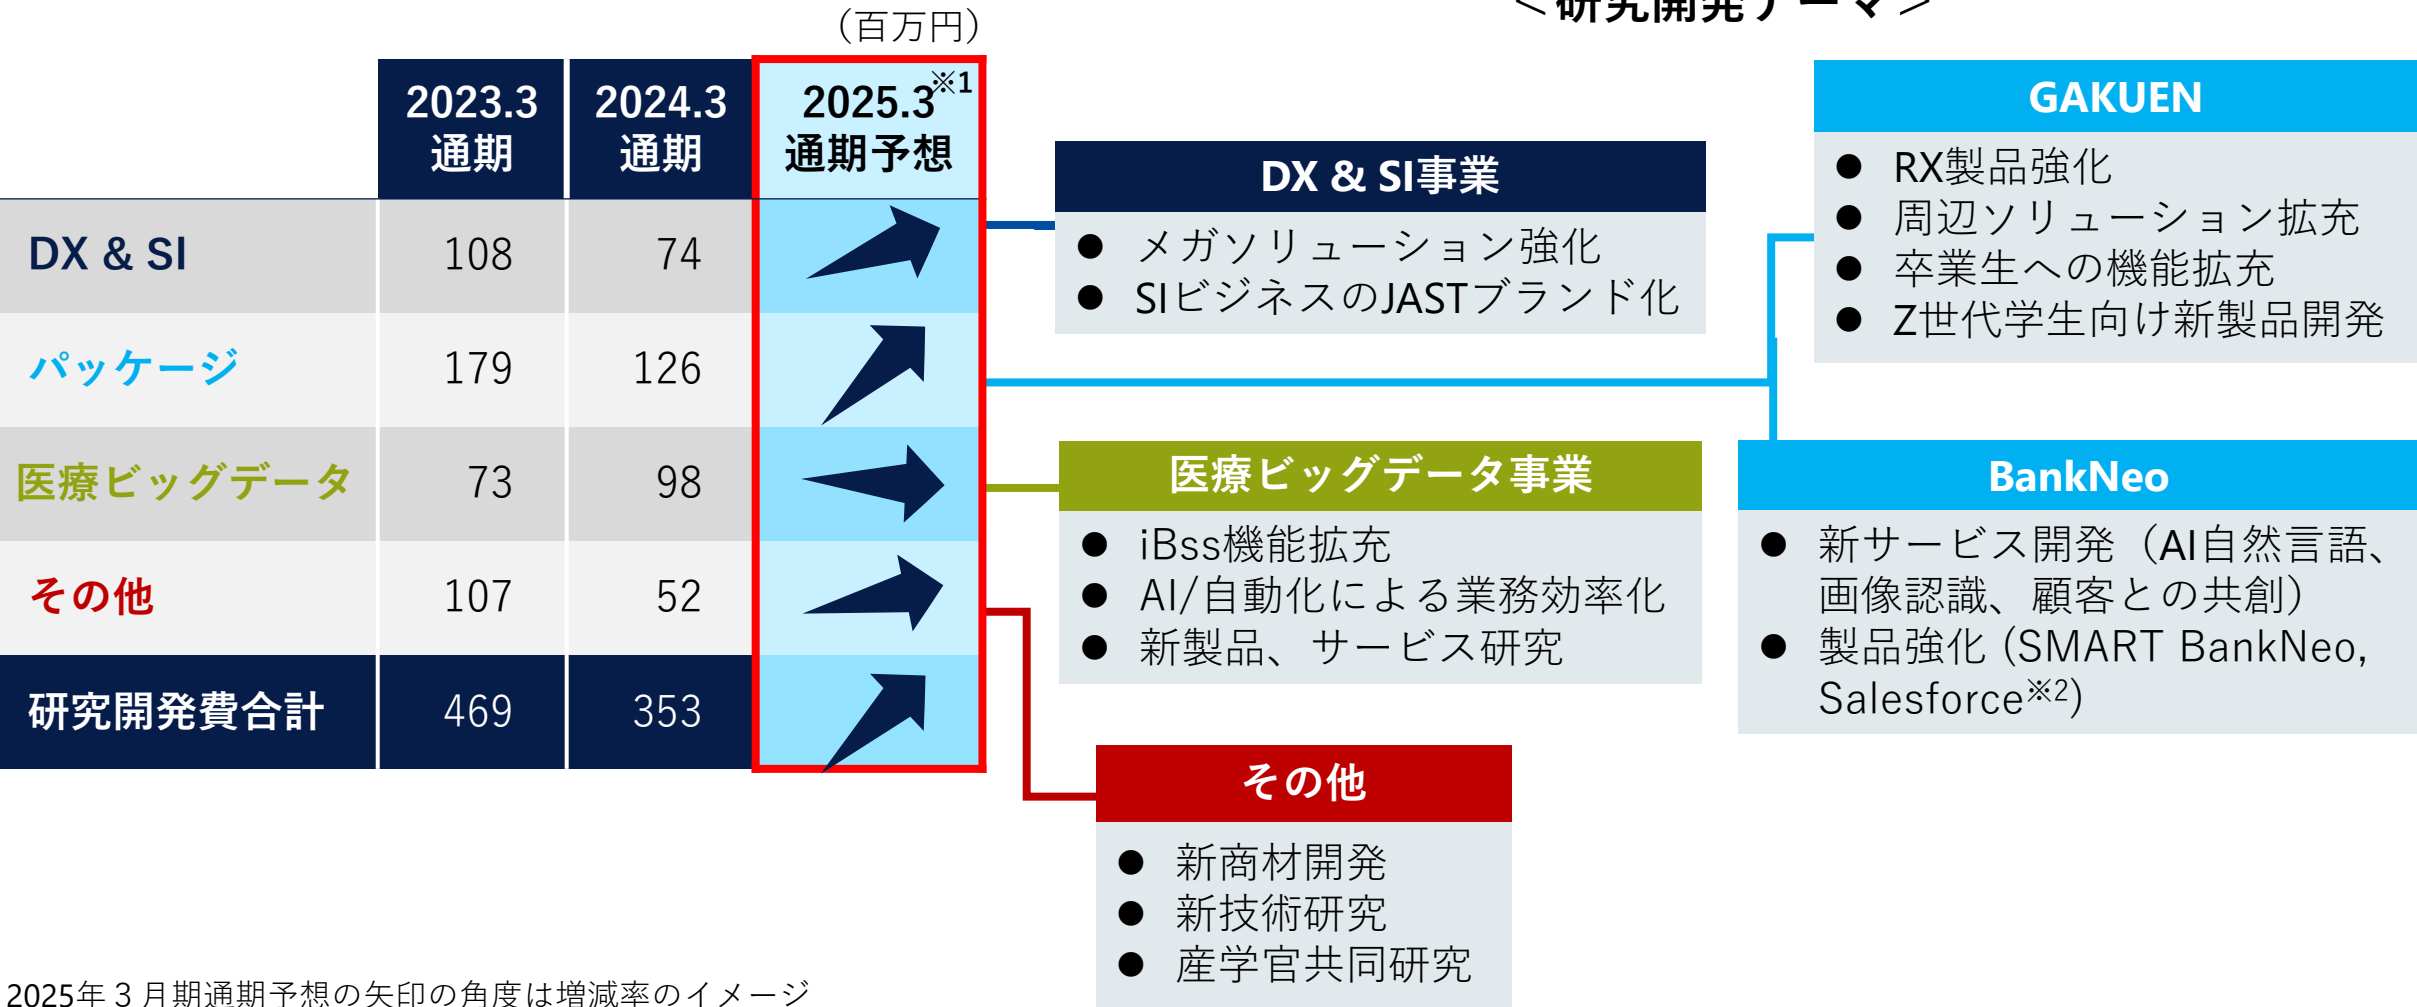 （百万円）
＜研究開発テーマ＞
2023.3
通期
2024.3
通期
2025.3※1
通期予想
DX & SI 108 74
パッケージ 179 126
医療ビッグデータ 73 98
その他 107 52
研究開発費合計 469 353
DX & SI事業
● メガソリューション強化
● SIビジネスのJASTブランド化
GAKUEN
● RX製品強化
● 周辺ソリューション拡充
● 卒業生への機能拡充
● Z世代学生向け新製品開発
医療ビッグデータ事業
● iBss機能拡充
● AI/自動化による業務効率化
● 新製品、サービス研究
BankNeo
● 新サービス開発（AI自然言語、
画像認識、顧客との共創）
● 製品強化 (SMART BankNeo,
Salesforce※2)
その他
● 新商材開発
● 新技術研究
● 産学官共同研究
2025年３月期通期予想の矢印の角度は増減率のイメージ